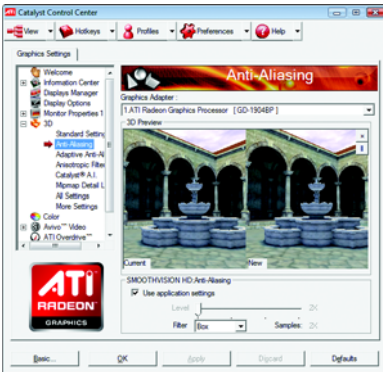 Catalyst Control Center
View Hotkeys Profiles Preferences Help
Graphics Settings
Welcome
Information Center
Displays Manager
Display Options
Monitor Properties 1
3D
Standard Setting
Anti-Aliasing
Adaptive Anti-Al
Anisotropic Filte
Catalyst® A.I.
Mipmap Detail L
All Settings
More Settings
Color
Avivo™ Video
ATI Overdrive™
ATI
RADEON
GRAPHICS
Anti-Aliasing
Graphics Adapter :
1.ATI Radeon Graphics Processor [ GD-1904BP ]
3D Preview
Current
New
SMOOTHVISION HD:Anti-Aliasing
Use application settings
Level 2X
Filter Box Samples: 2X
Basic... OK Apply Discard Defaults